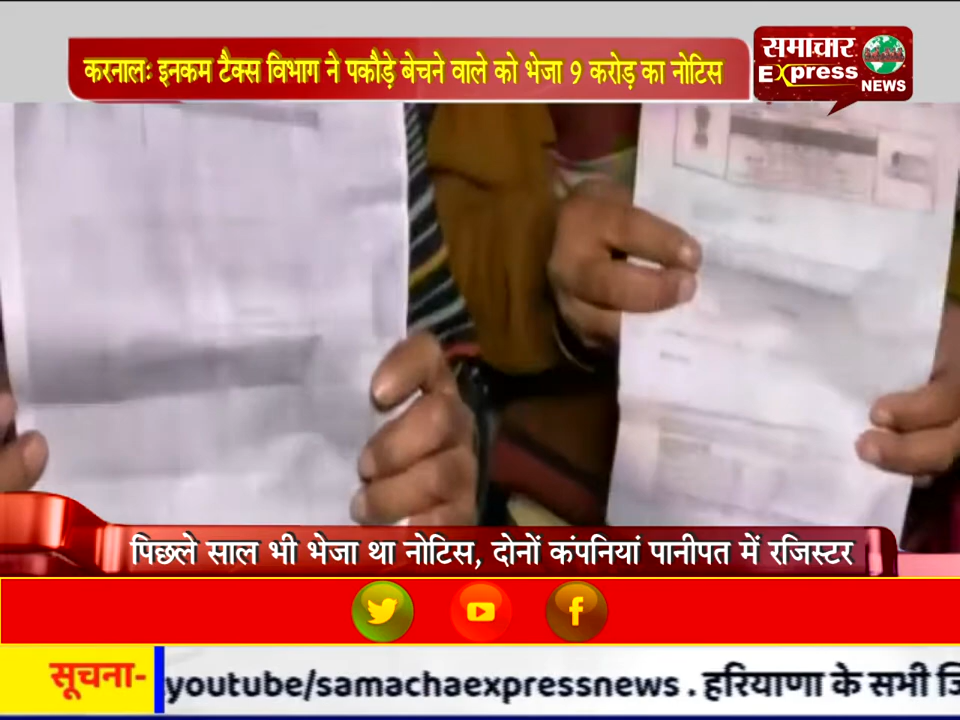 करनालः इनकम टैक्स विभाग ने पकौड़े बेचने वाले को भेजा 9 करोड़ का नोटिस
समाचार
Express
NEWS
पिछले साल भी भेजा था नोटिस, दोनों कंपनियां पानीपत में रजिस्टर
सूचना- youtube/samachaexpressnews . हरियाणा के सभी